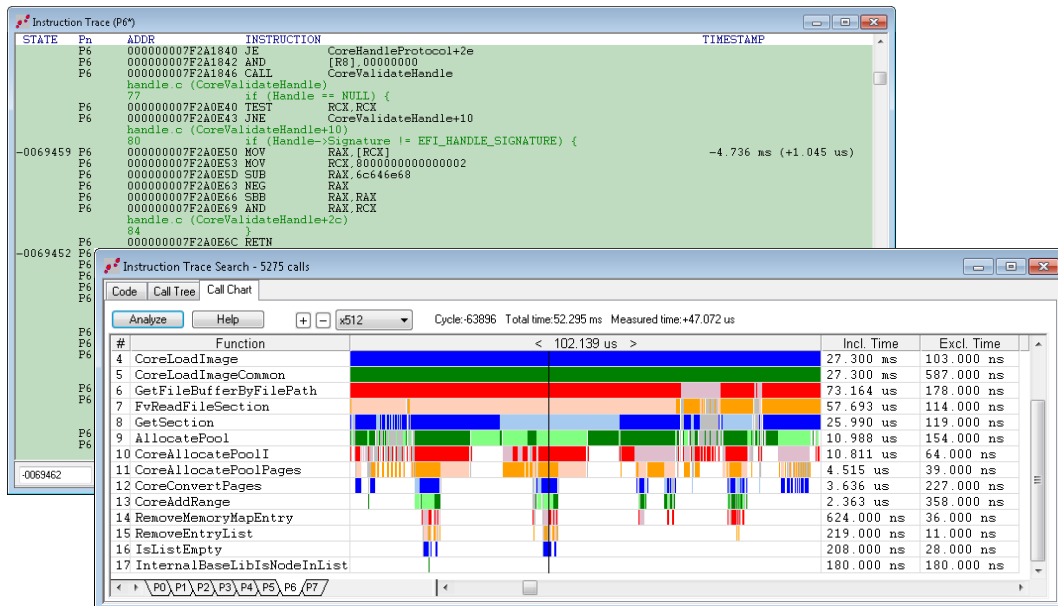 Instruction Trace (P6*)
STATE Pn ADDR INSTRUCTION TIMESTAMP
P6 000000007F2A1840 JE CoreHandleProtocol+2e
P6 000000007F2A1842 AND [R8],00000000
P6 000000007F2A1846 CALL CoreValidateHandle
handle.c (CoreValidateHandle)
77 if (Handle == NULL) {
P6 000000007F2A0E40 TEST RCX,RCX
P6 000000007F2A0E43 JNE CoreValidateHandle+10
handle.c (CoreValidateHandle+10)
80 if (Handle->Signature != EFI_HANDLE_SIGNATURE) {
-0069459 P6 000000007F2A0E50 MOV RAX,[RCX] -4.736 ms (+1.045 us)
P6 000000007F2A0E53 MOV RCX,8000000000000002
P6 000000007F2A0E5D SUB RAX,6c646e68
P6 000000007F2A0E63 NEG RAX
P6 000000007F2A0E66 SBB RAX,RAX
P6 000000007F2A0E69 AND RAX,RCX
handle.c (CoreValidateHandle+2c)
84 }
P6 000000007F2A0E6C RETN
-0069452 P6
P6
P6
P6
P6
P6
P6
P6
P6
P6
P6
P6
-0069462
Instruction Trace Search - 5275 calls
Code Call Tree Call Chart
Analyze Help + - x512 Cycle:-63896 Total time:52.295 ms Measured time:+47.072 us
# Function < 102.139 us > Incl. Time Excl. Time
4 CoreLoadImage 27.300 ms 103.000 ns
5 CoreLoadImageCommon 27.300 ms 587.000 ns
6 GetFileBufferByFilePath 73.164 us 178.000 ns
7 FvReadFileSection 57.693 us 114.000 ns
8 GetSection 25.990 us 119.000 ns
9 AllocatePool 10.988 us 154.000 ns
10 CoreAllocatePoolI 10.811 us 64.000 ns
11 CoreAllocatePoolPages 4.515 us 39.000 ns
12 CoreConvertPages 3.636 us 227.000 ns
13 CoreAddRange 2.363 us 358.000 ns
14 RemoveMemoryMapEntry 624.000 ns 36.000 ns
15 RemoveEntryList 219.000 ns 11.000 ns
16 IsListEmpty 208.000 ns 28.000 ns
17 InternalBaseLibIsNodeInList 180.000 ns 180.000 ns
P0 P1 P2 P3 P4 P5 P6 P7